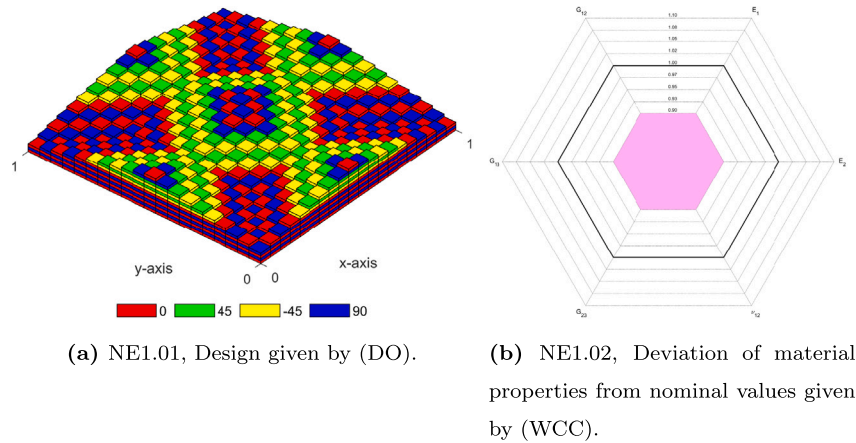 G12
E1
1.10
1.08
1.05
1.02
1.00
0.97
0.95
0.93
0.90
G13
E2
G23
ν12
1
1
y-axis
x-axis
0
0
0
45
-45
90
(a) NE1.01, Design given by (DO).
(b) NE1.02, Deviation of material
properties from nominal values given
by (WCC).